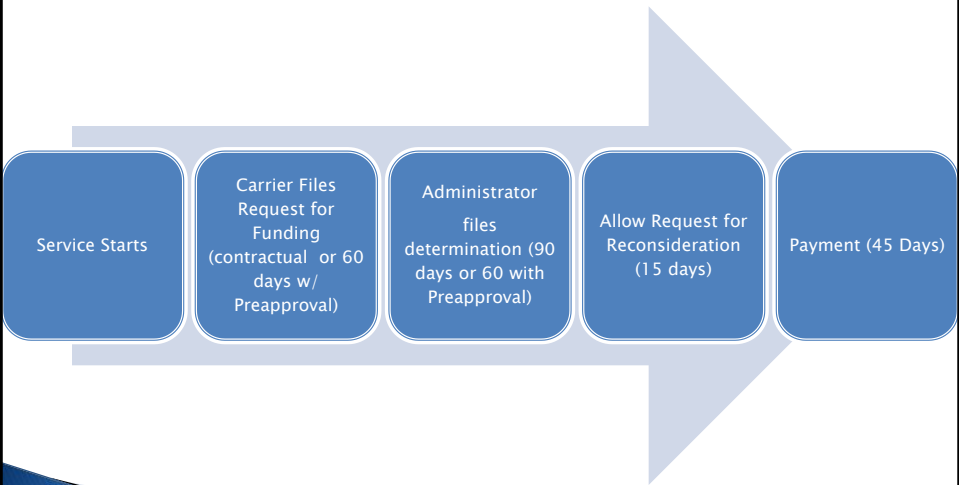 Service Starts
Carrier Files
Request for
Funding
(contractual or 60
days w/
Preapproval)
Administrator
files
determination (90
days or 60 with
Preapproval)
Allow Request for
Reconsideration
(15 days)
Payment (45 Days)